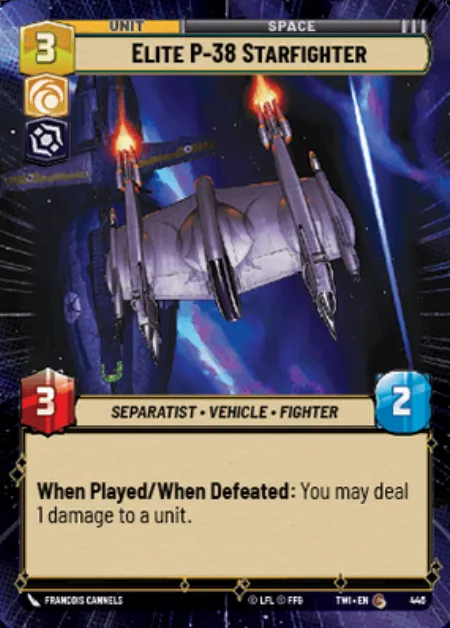 UNIT
SPACE
3
ELITE P-38 STARFIGHTER
3
SEPARATIST • VEHICLE • FIGHTER
2
When Played/When Defeated: You may deal
1 damage to a unit.
FRANCOIS CANNELS
© LFL © FFG
TWI • EN